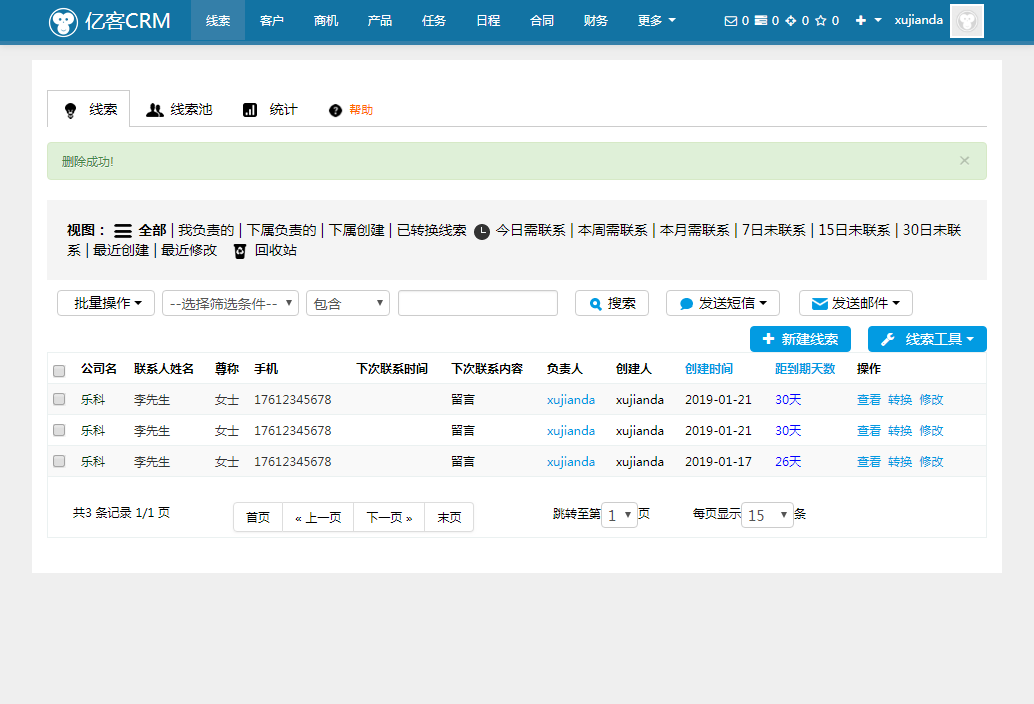 亿客CRM 线索 客户 商机 产品 任务 日程 合同 财务 更多 0 0 0 0 xujianda
线索 线索池 统计 帮助
删除成功! ×
视图： 全部 | 我负责的 | 下属负责的 | 下属创建 | 已转换线索 今日需联系 | 本周需联系 | 本月需联系 | 7日未联系 | 15日未联系 | 30日未联
系 | 最近创建 | 最近修改 回收站
批量操作 --选择筛选条件-- 包含 搜索 发送短信 发送邮件
新建线索 线索工具
公司名 联系人姓名 尊称 手机 下次联系时间 下次联系内容 负责人 创建人 创建时间 距到期天数 操作
乐科 李先生 女士 17612345678 留言 xujianda xujianda 2019-01-21 30天 查看 转换 修改
乐科 李先生 女士 17612345678 留言 xujianda xujianda 2019-01-21 30天 查看 转换 修改
乐科 李先生 女士 17612345678 留言 xujianda xujianda 2019-01-17 26天 查看 转换 修改
共3 条记录 1/1 页 首页 « 上一页 下一页 » 末页 跳转至第 1 页 每页显示 15 条